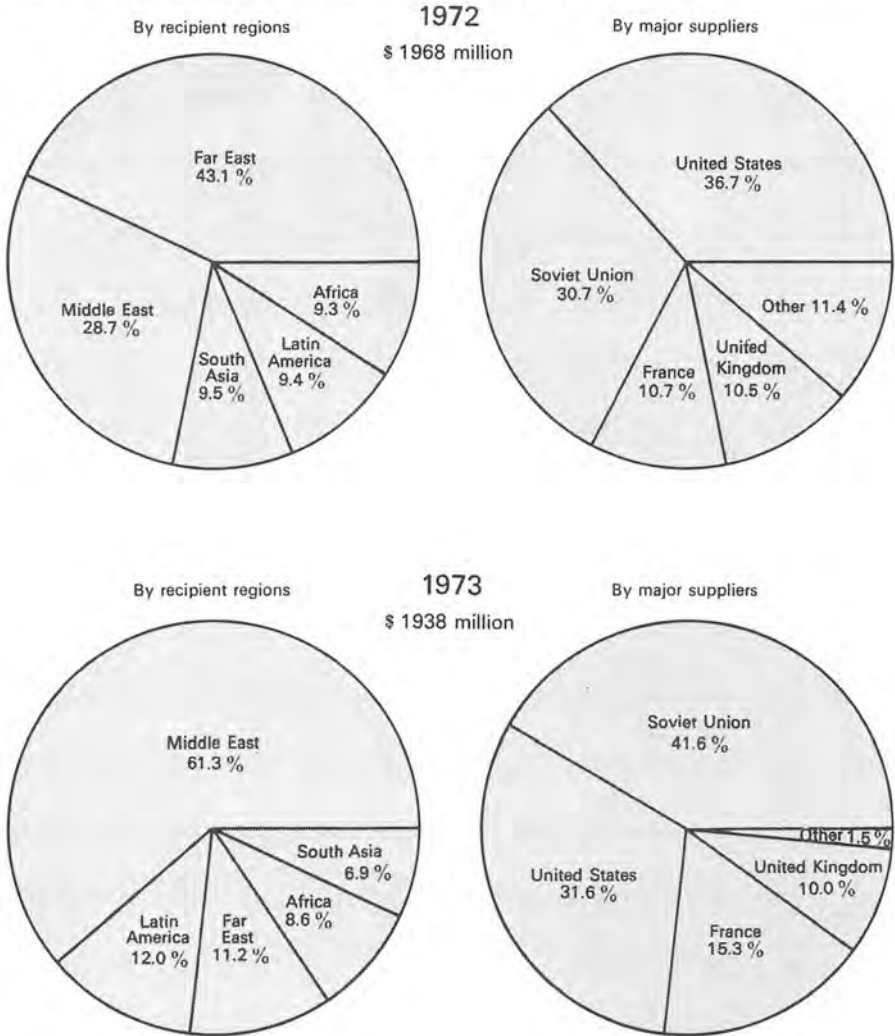 1972
$ 1968 million
By recipient regions
Far East
43.1 %
Middle East
28.7 %
South
Asia
9.5 %
Latin
America
9.4 %
Africa
9.3 %
By major suppliers
United States
36.7 %
Soviet Union
30.7 %
France
10.7 %
United
Kingdom
10.5 %
Other 11.4 %
1973
$ 1938 million
By recipient regions
Middle East
61.3 %
Latin
America
12.0 %
Far
East
11.2 %
Africa
8.6 %
South Asia
6.9 %
By major suppliers
Soviet Union
41.6 %
United States
31.6 %
France
15.3 %
United Kingdom
10.0 %
Other 1.5 %